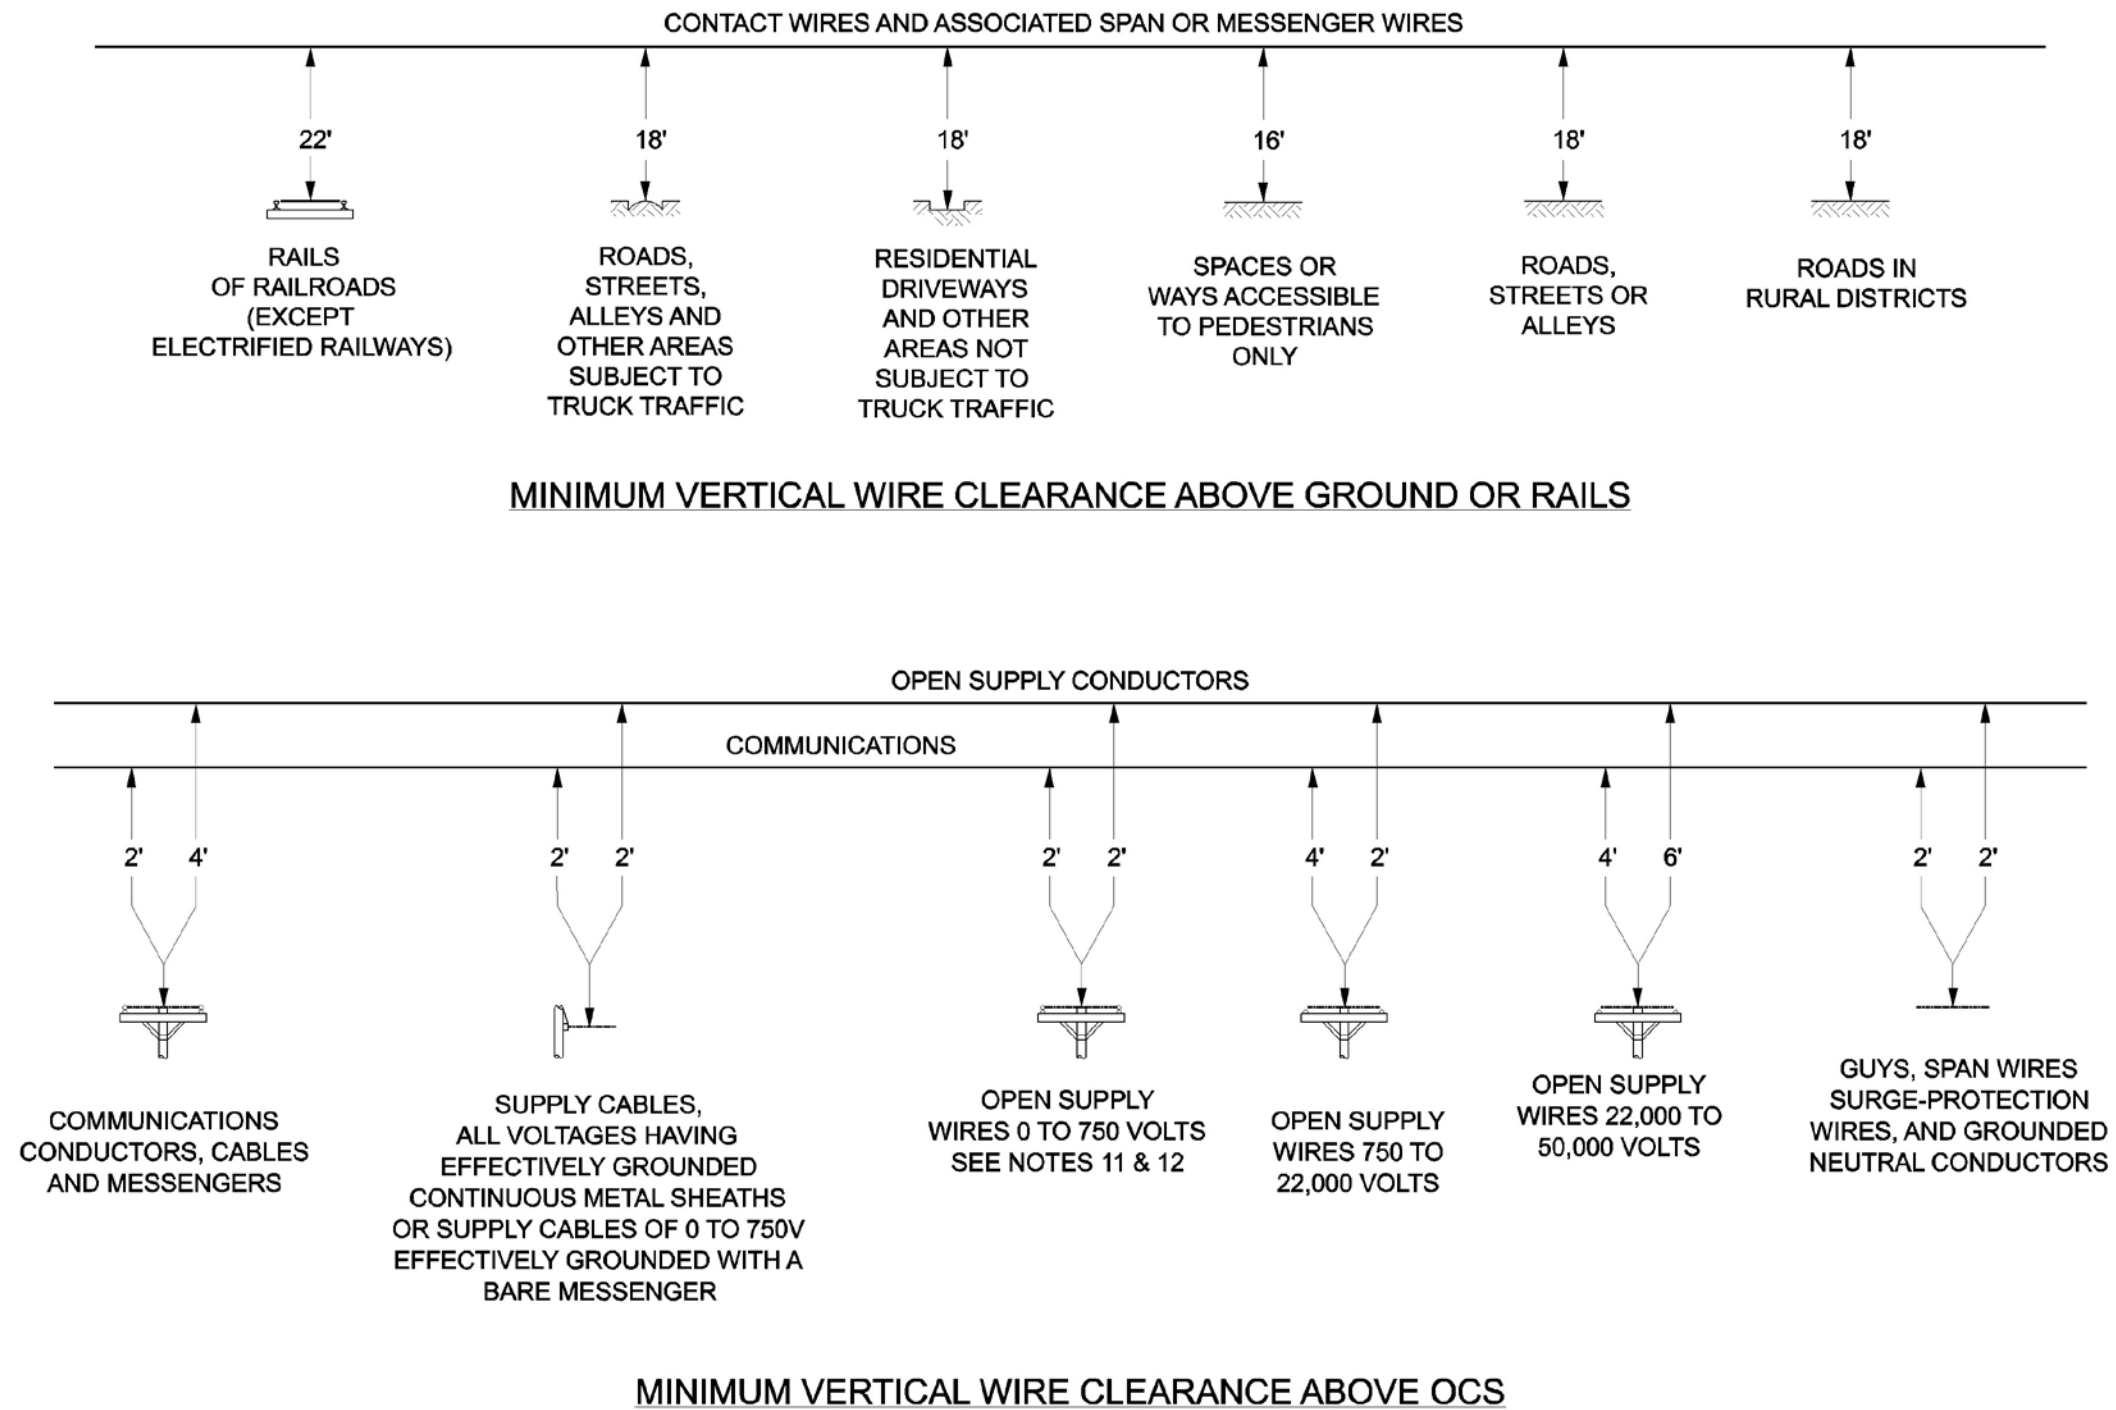 CONTACT WIRES AND ASSOCIATED SPAN OR MESSENGER WIRES
22'
18'
18'
16'
18'
18'
RAILS
OF RAILROADS
(EXCEPT
ELECTRIFIED RAILWAYS)
ROADS,
STREETS,
ALLEYS AND
OTHER AREAS
SUBJECT TO
TRUCK TRAFFIC
RESIDENTIAL
DRIVEWAYS
AND OTHER
AREAS NOT
SUBJECT TO
TRUCK TRAFFIC
SPACES OR
WAYS ACCESSIBLE
TO PEDESTRIANS
ONLY
ROADS,
STREETS OR
ALLEYS
ROADS IN
RURAL DISTRICTS
MINIMUM VERTICAL WIRE CLEARANCE ABOVE GROUND OR RAILS
OPEN SUPPLY CONDUCTORS
COMMUNICATIONS
2' 4'
2' 2'
2' 2'
4' 2'
4' 6'
2' 2'
COMMUNICATIONS
CONDUCTORS, CABLES
AND MESSENGERS
SUPPLY CABLES,
ALL VOLTAGES HAVING
EFFECTIVELY GROUNDED
CONTINUOUS METAL SHEATHS
OR SUPPLY CABLES OF 0 TO 750V
EFFECTIVELY GROUNDED WITH A
BARE MESSENGER
OPEN SUPPLY
WIRES 0 TO 750 VOLTS
SEE NOTES 11 & 12
OPEN SUPPLY
WIRES 750 TO
22,000 VOLTS
OPEN SUPPLY
WIRES 22,000 TO
50,000 VOLTS
GUYS, SPAN WIRES
SURGE-PROTECTION
WIRES, AND GROUNDED
NEUTRAL CONDUCTORS
MINIMUM VERTICAL WIRE CLEARANCE ABOVE OCS